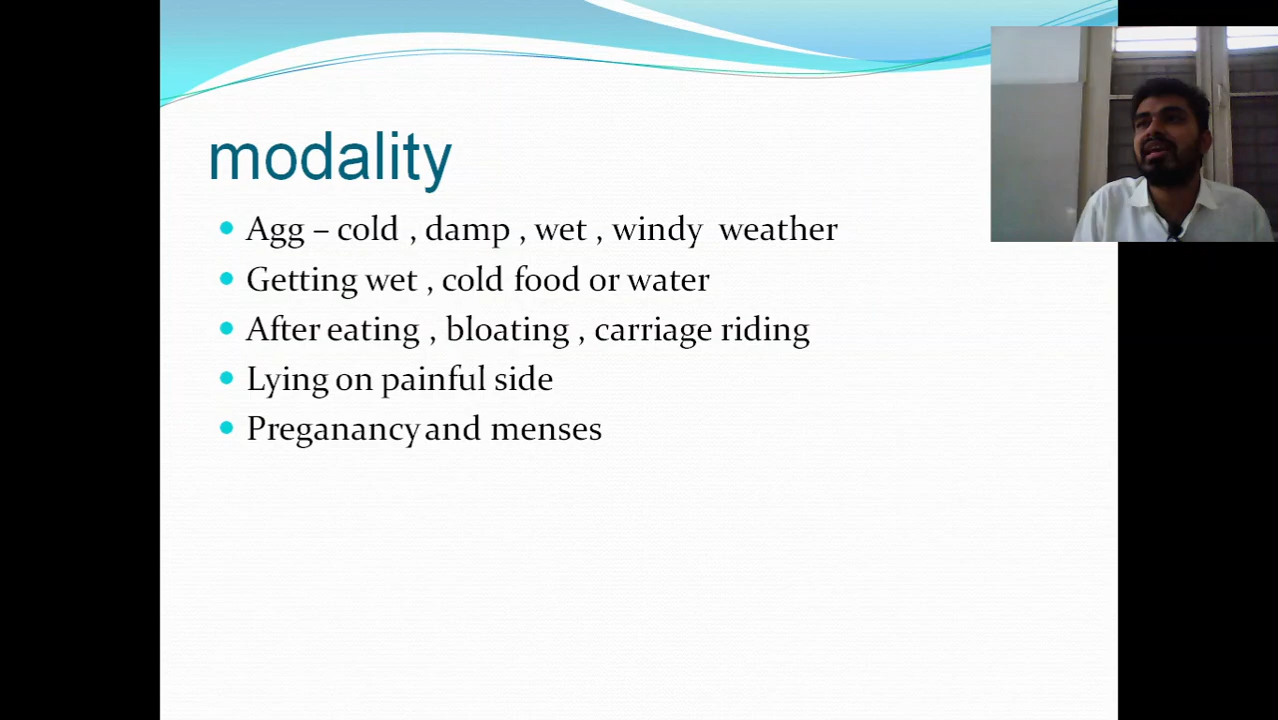 modality
Agg – cold , damp , wet , windy weather
Getting wet , cold food or water
After eating , bloating , carriage riding
Lying on painful side
Preganancy and menses